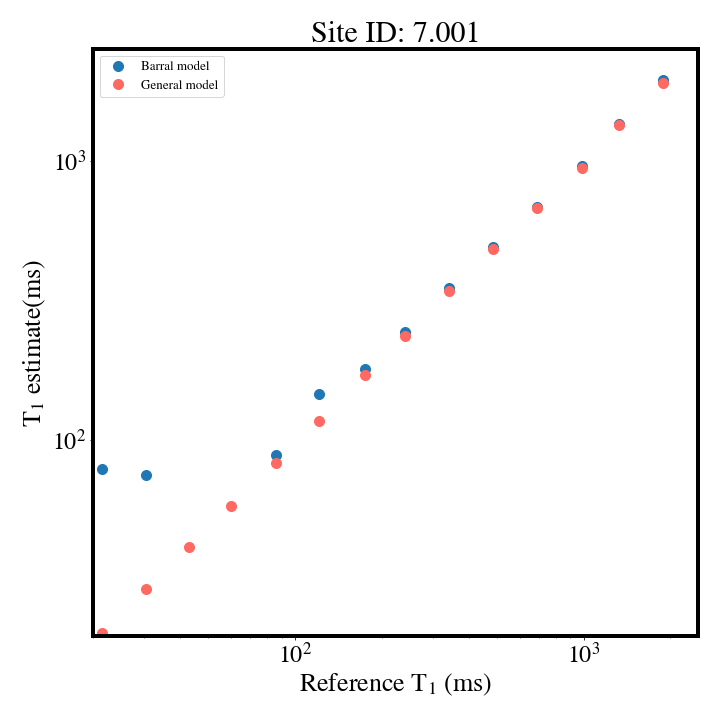 Site ID: 7.001
Barral model
General model
10³
10²
T₁ estimate(ms)
10² 10³
Reference T₁ (ms)